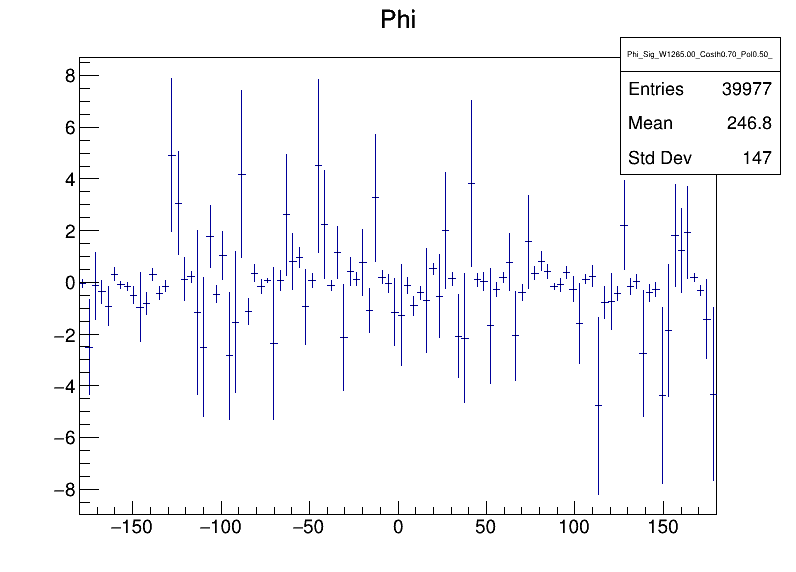 Phi
Phi_Sig_W1265.00_Costh0.70_Pol0.50_
Entries 39977
Mean 246.8
Std Dev 147
8
6
4
2
0
−2
−4
−6
−8
−150 −100 −50 0 50 100 150